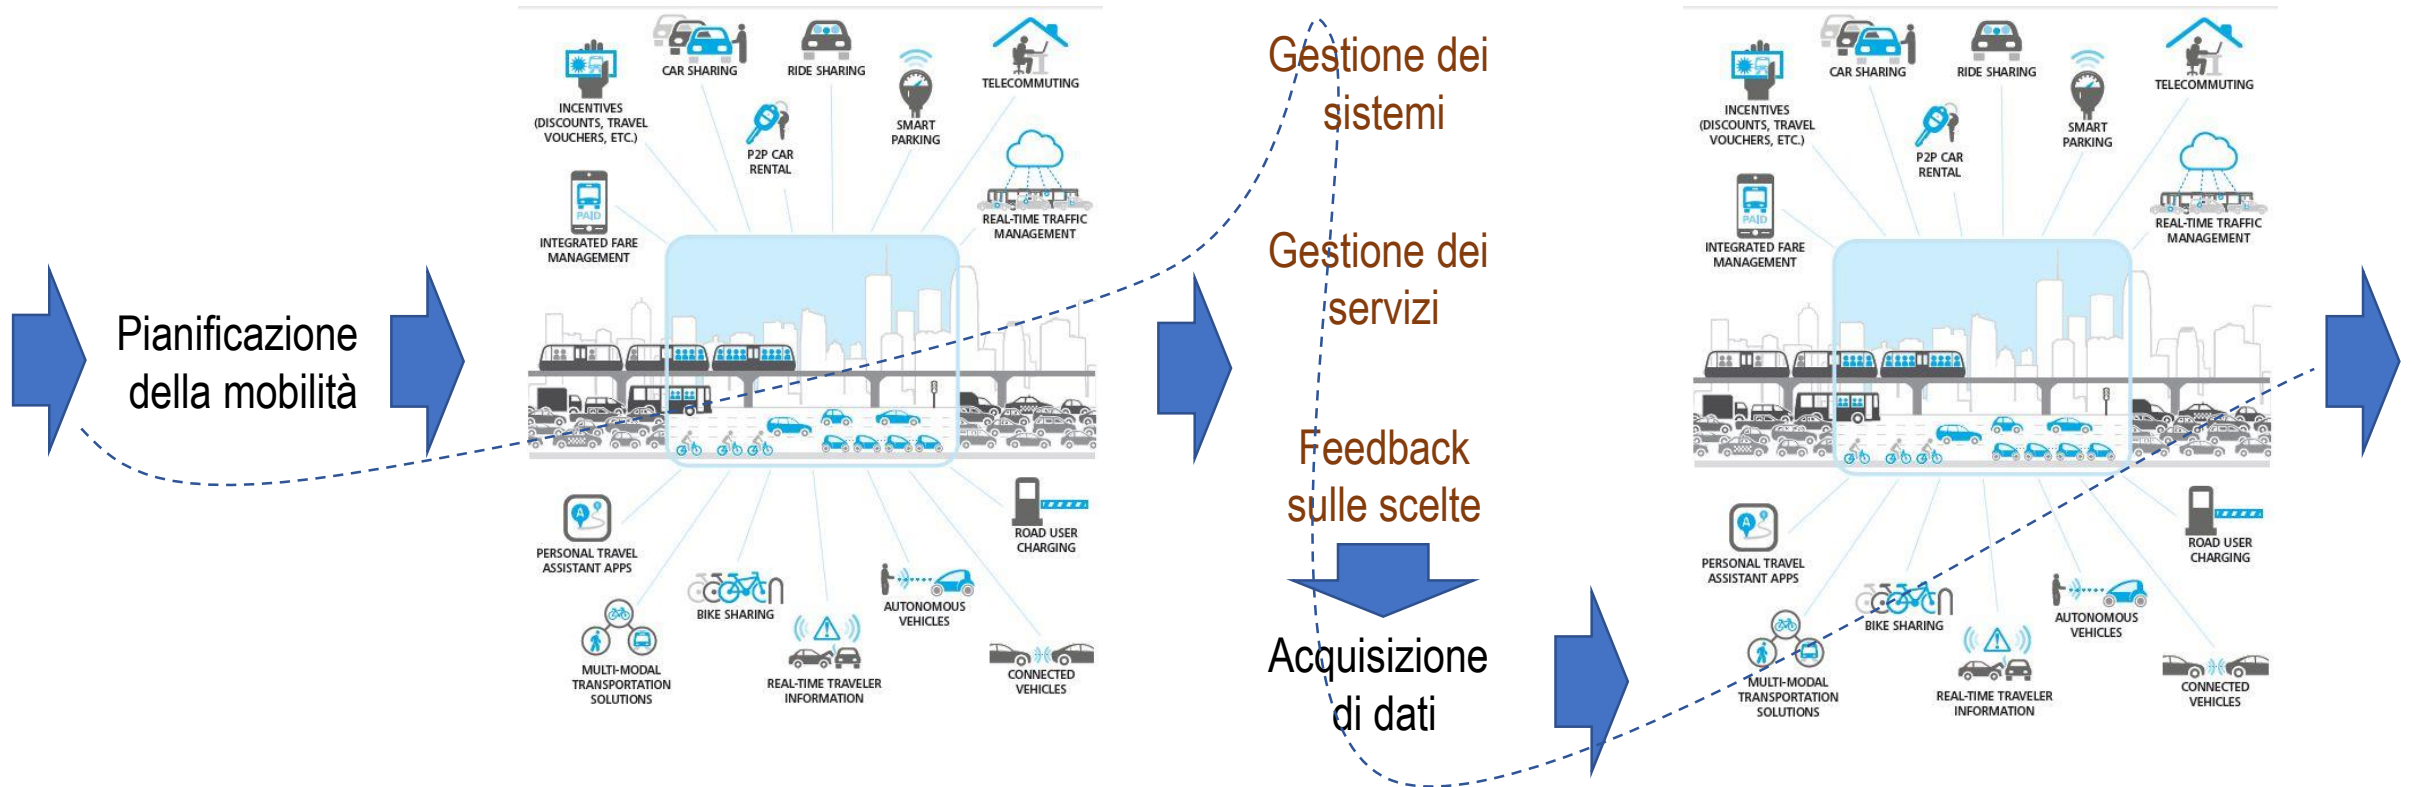 Pianificazione
della mobilità
CAR SHARING
RIDE SHARING
TELECOMMUTING
INCENTIVES
(DISCOUNTS, TRAVEL
VOUCHERS, ETC.)
P2P CAR
RENTAL
SMART
PARKING
PAID
INTEGRATED FARE
MANAGEMENT
REAL-TIME TRAFFIC
MANAGEMENT
A
PERSONAL TRAVEL
ASSISTANT APPS
ROAD USER
CHARGING
BIKE SHARING
AUTONOMOUS
VEHICLES
MULTI-MODAL
TRANSPORTATION
SOLUTIONS
REAL-TIME TRAVELER
INFORMATION
CONNECTED
VEHICLES
Gestione dei
sistemi
Gestione dei
servizi
Feedback
sulle scelte
Acquisizione
di dati
CAR SHARING
RIDE SHARING
TELECOMMUTING
INCENTIVES
(DISCOUNTS, TRAVEL
VOUCHERS, ETC.)
P2P CAR
RENTAL
SMART
PARKING
PAID
INTEGRATED FARE
MANAGEMENT
REAL-TIME TRAFFIC
MANAGEMENT
A
PERSONAL TRAVEL
ASSISTANT APPS
ROAD USER
CHARGING
BIKE SHARING
AUTONOMOUS
VEHICLES
MULTI-MODAL
TRANSPORTATION
SOLUTIONS
REAL-TIME TRAVELER
INFORMATION
CONNECTED
VEHICLES